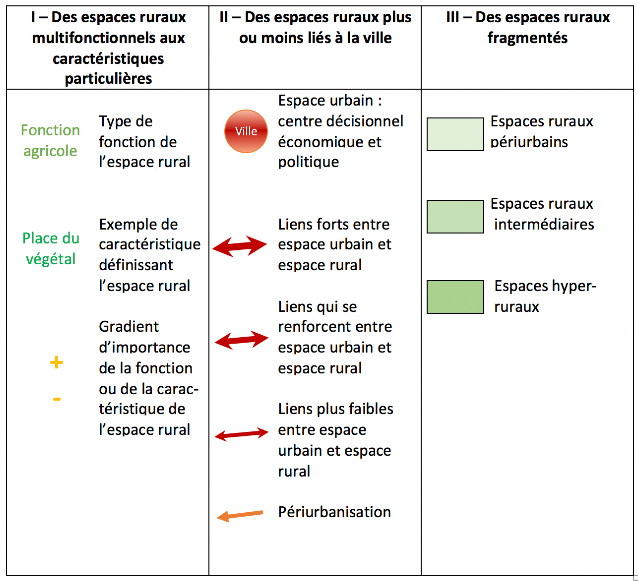 I – Des espaces ruraux
multifonctionnels aux
caractéristiques
particulières
II – Des espaces ruraux plus
ou moins liés à la ville
III – Des espaces ruraux
fragmentés
Fonction
agricole
Type de
fonction de
l’espace rural
Place du
végétal
Exemple de
caractéristique
définissant
l’espace rural
+
-
Gradient
d’importance
de la fonction
ou de la carac-
téristique de
l’espace rural
Ville
Espace urbain :
centre décisionnel
économique et
politique
Liens forts entre
espace urbain et
espace rural
Liens qui se
renforcent entre
espace urbain et
espace rural
Liens plus faibles
entre espace
urbain et espace
rural
Périurbanisation
Espaces ruraux
périurbains
Espaces ruraux
intermédiaires
Espaces hyper-
ruraux